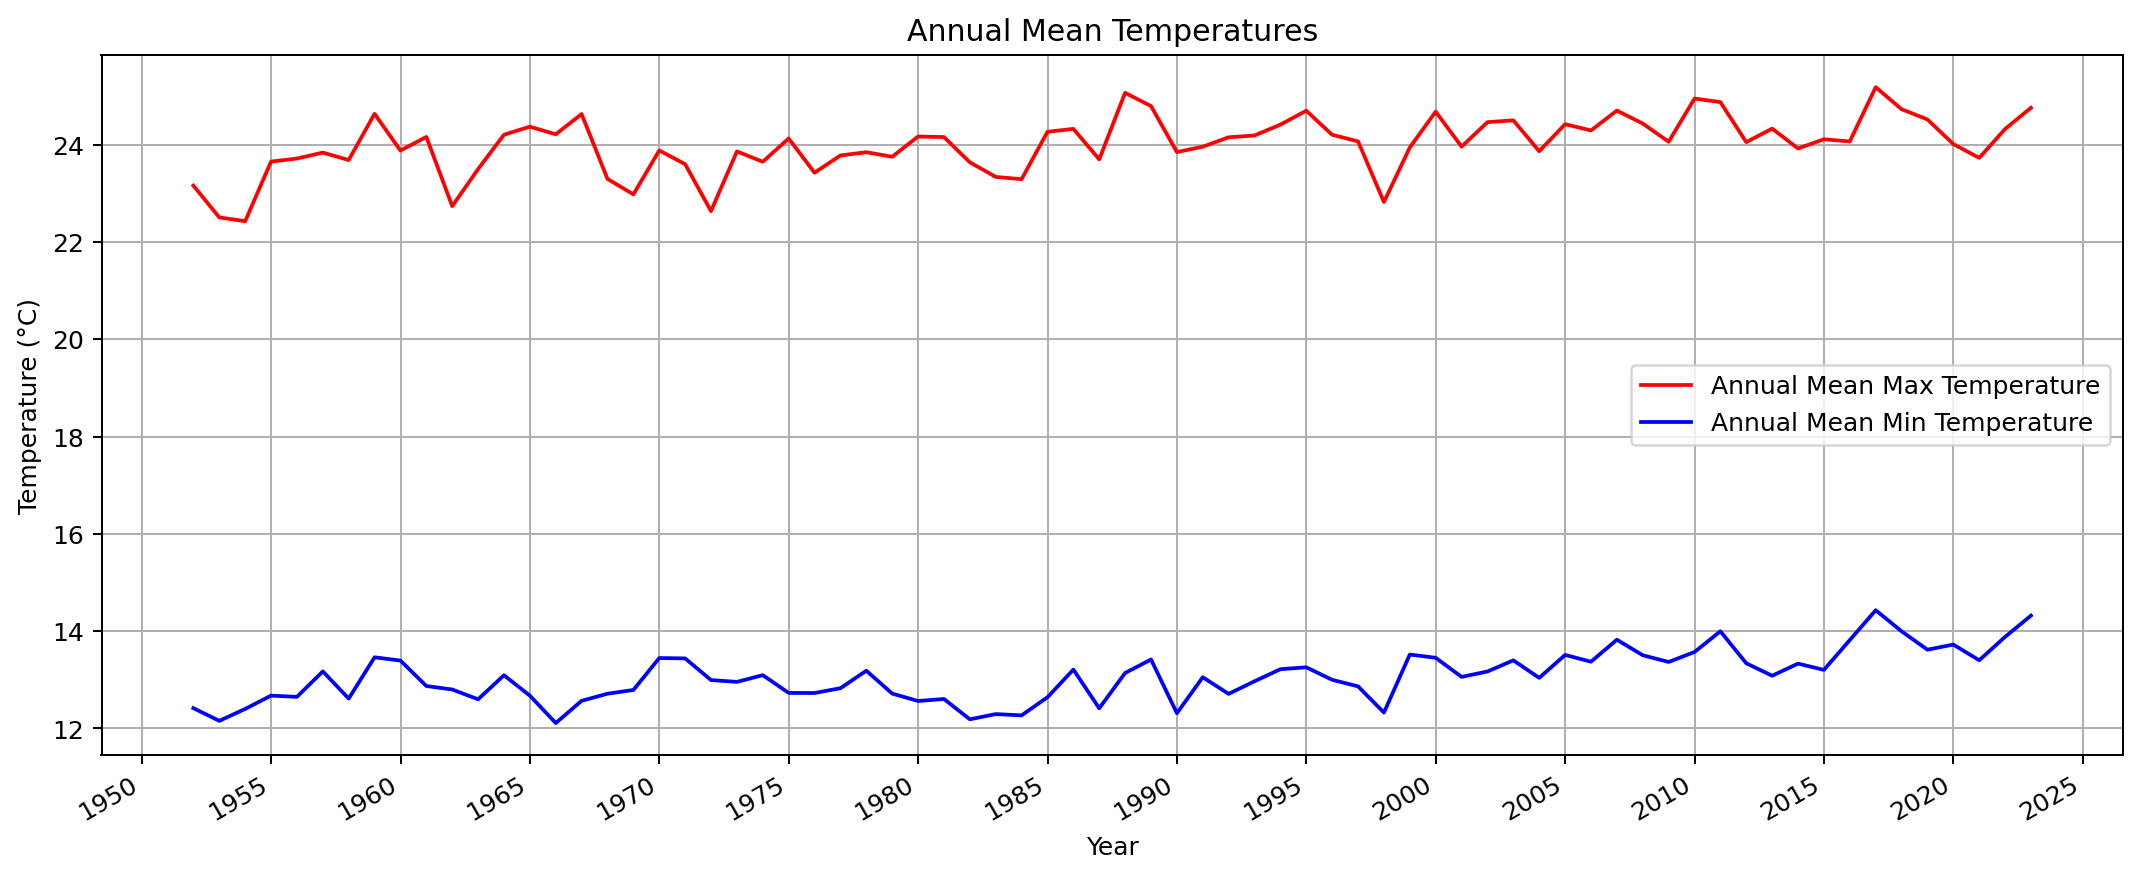 Annual Mean Temperatures
Temperature (°C)
24
22
20
18
16
14
12
Annual Mean Max Temperature
Annual Mean Min Temperature
1950 1955 1960 1965 1970 1975 1980 1985 1990 1995 2000 2005 2010 2015 2020 2025
Year